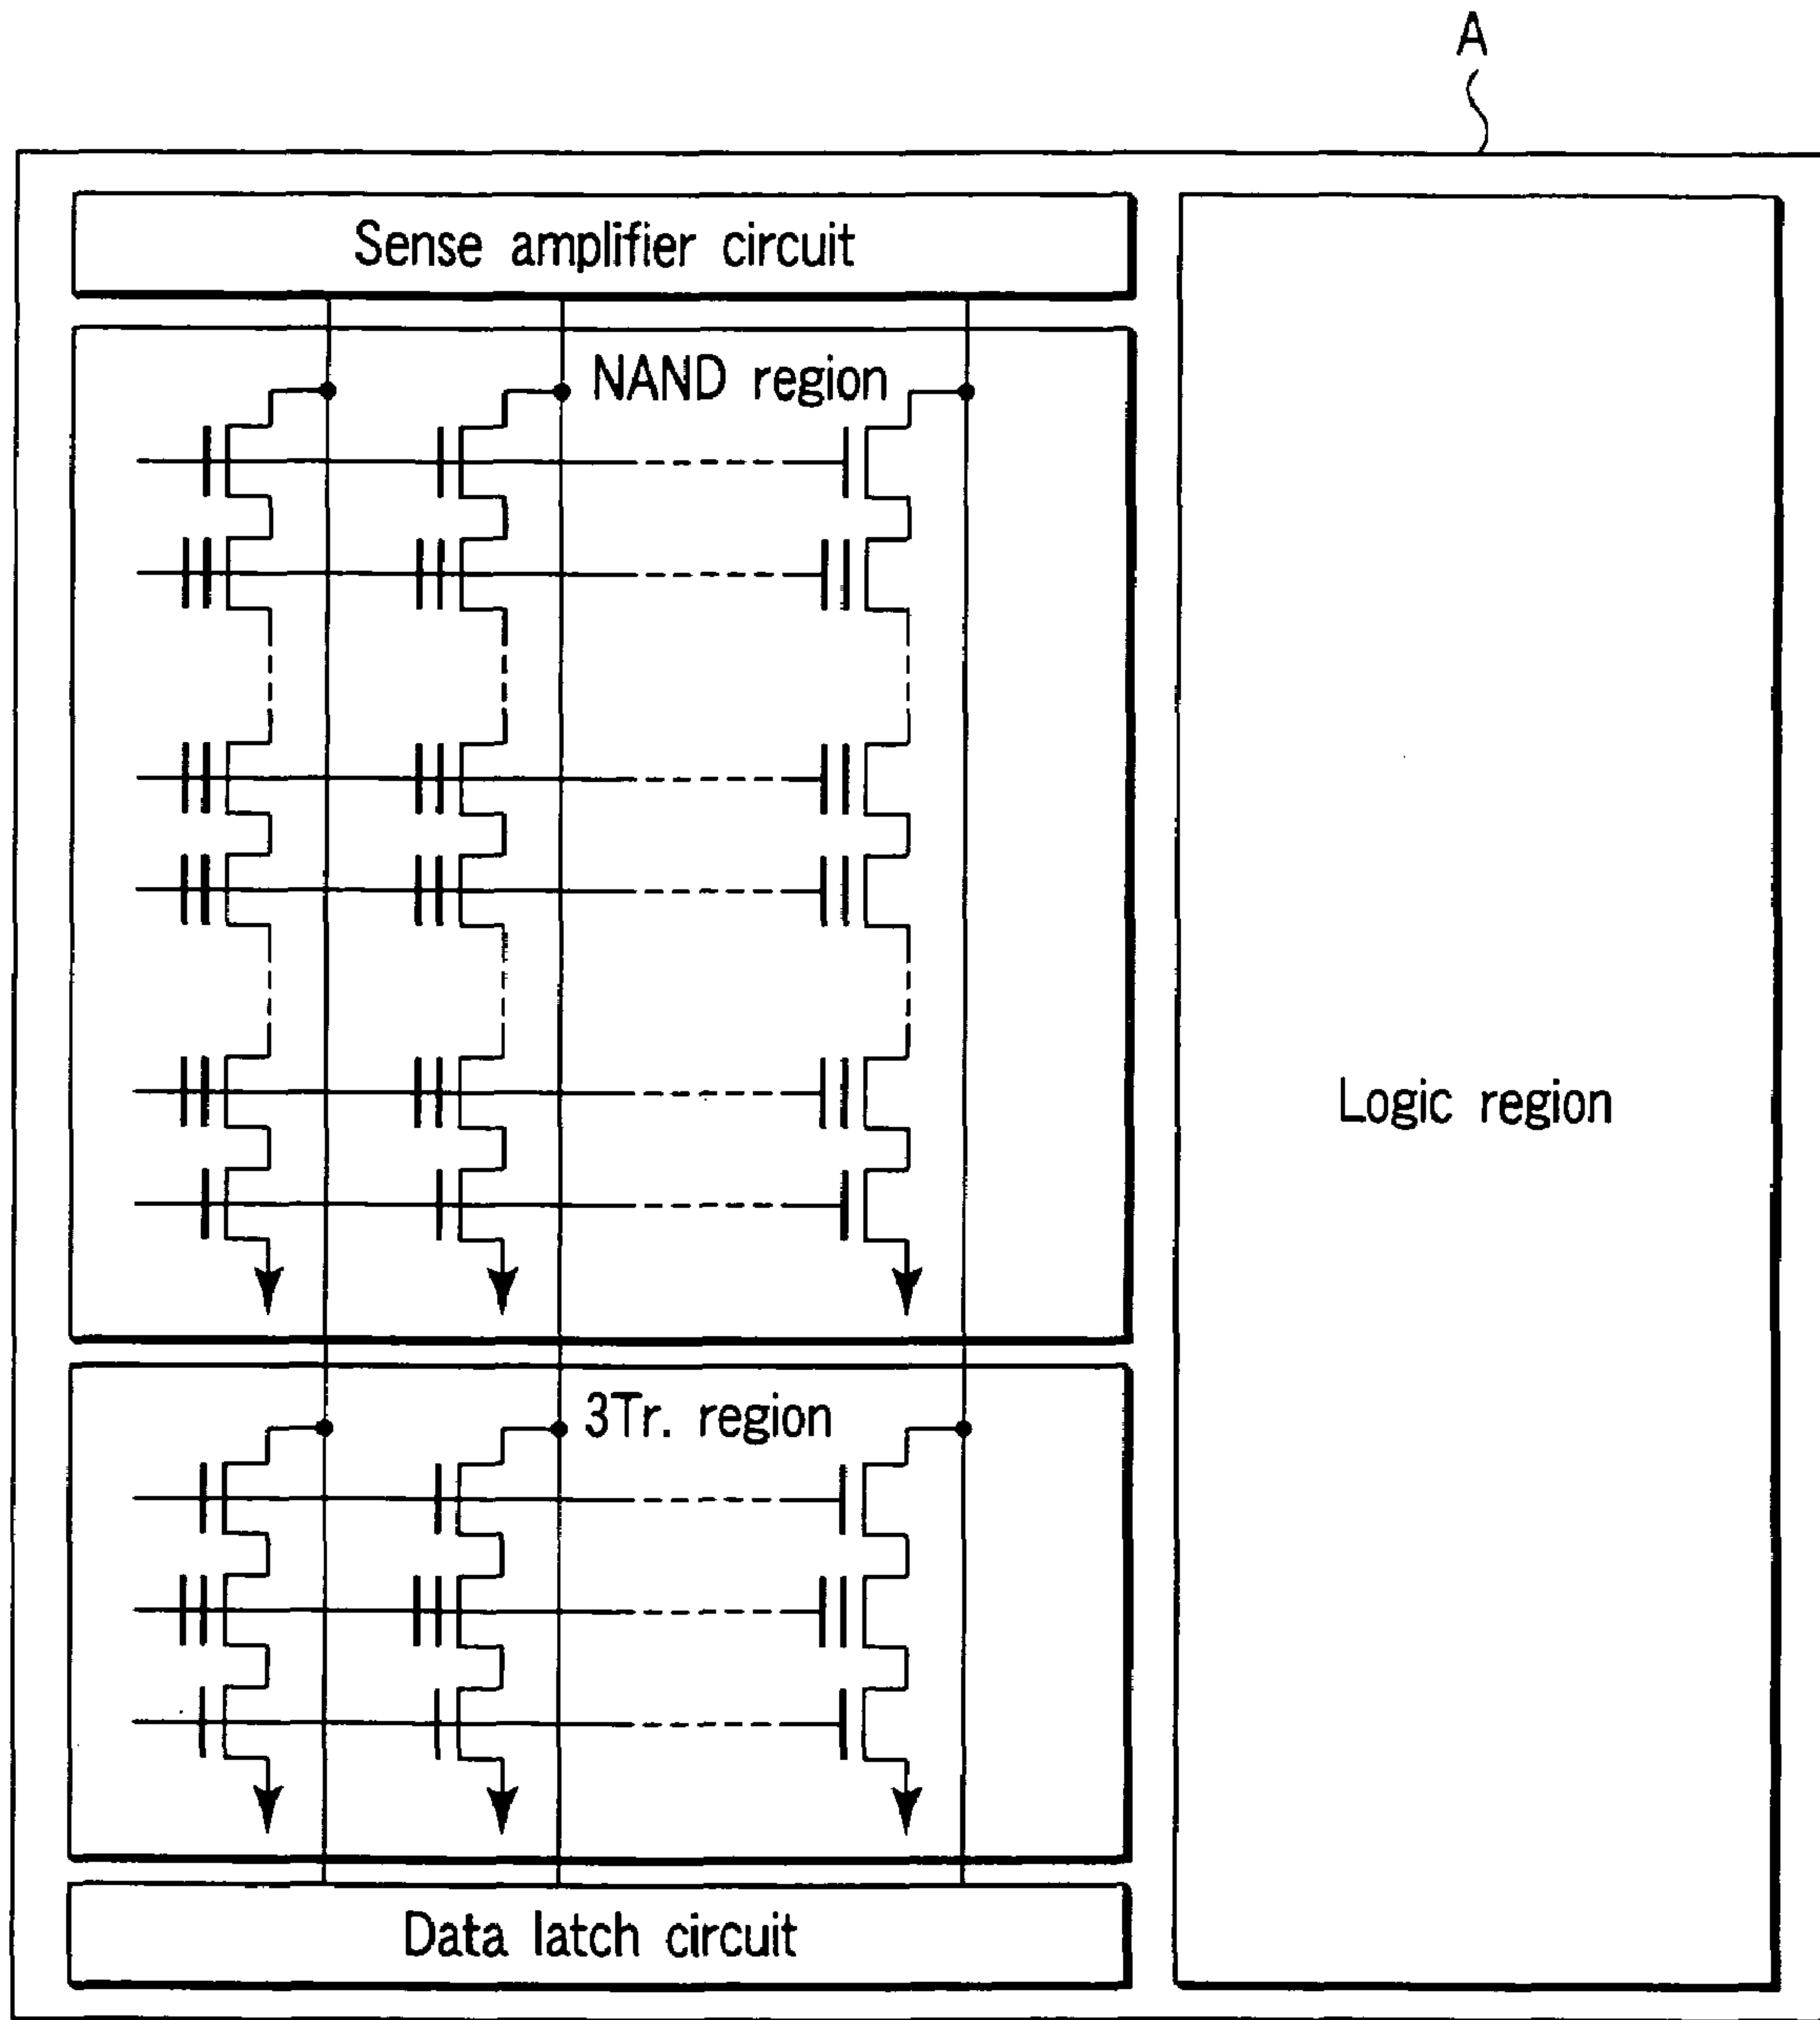 A
Sense amplifier circuit
NAND region
Logic region
3Tr. region
Data latch circuit